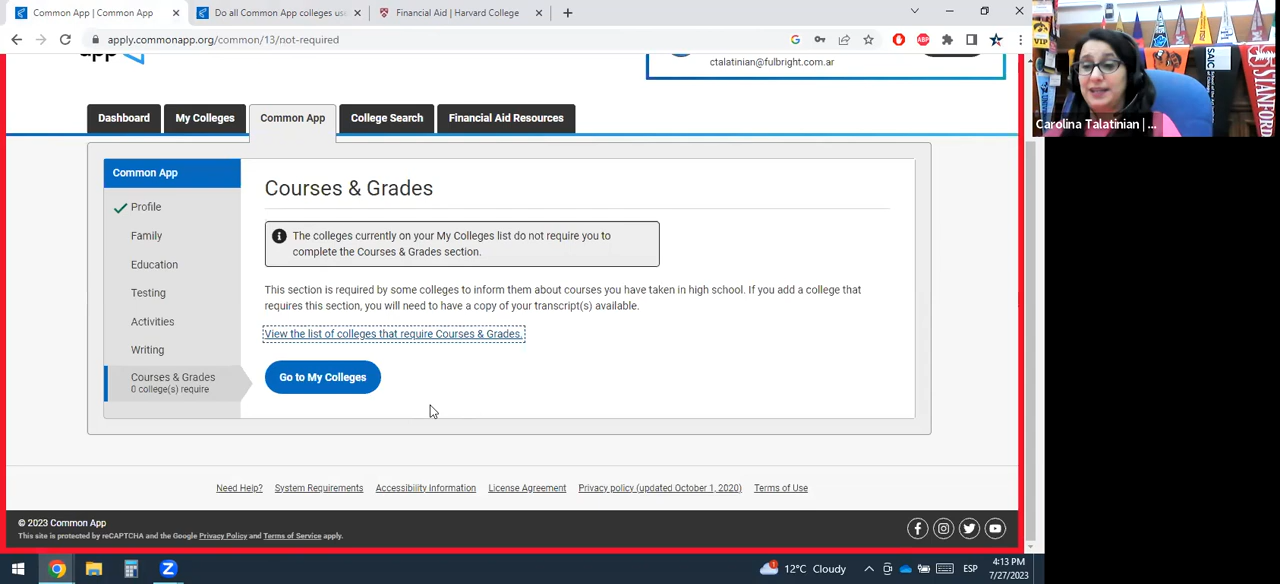 Common App | Common App
Do all Common App colleges us
Financial Aid | Harvard College
apply.commonapp.org/common/13/not-required
app
ctalatinian@fulbright.com.ar
Dashboard
My Colleges
Common App
College Search
Financial Aid Resources
Common App
Profile
Family
Education
Testing
Activities
Writing
Courses & Grades
0 college(s) require
Courses & Grades
The colleges currently on your My Colleges list do not require you to
complete the Courses & Grades section.
This section is required by some colleges to inform them about courses you have taken in high school. If you add a college that
requires this section, you will need to have a copy of your transcript(s) available.
View the list of colleges that require Courses & Grades.
Go to My Colleges
Need Help?
System Requirements
Accessibility Information
License Agreement
Privacy policy (updated October 1, 2020)
Terms of Use
© 2023 Common App
This site is protected by reCAPTCHA and the Google Privacy Policy and Terms of Service apply.
12°C Cloudy
ESP
4:13 PM
7/27/2023
VIP
SAIC
STANFORD
Carolina Talatinian | ...